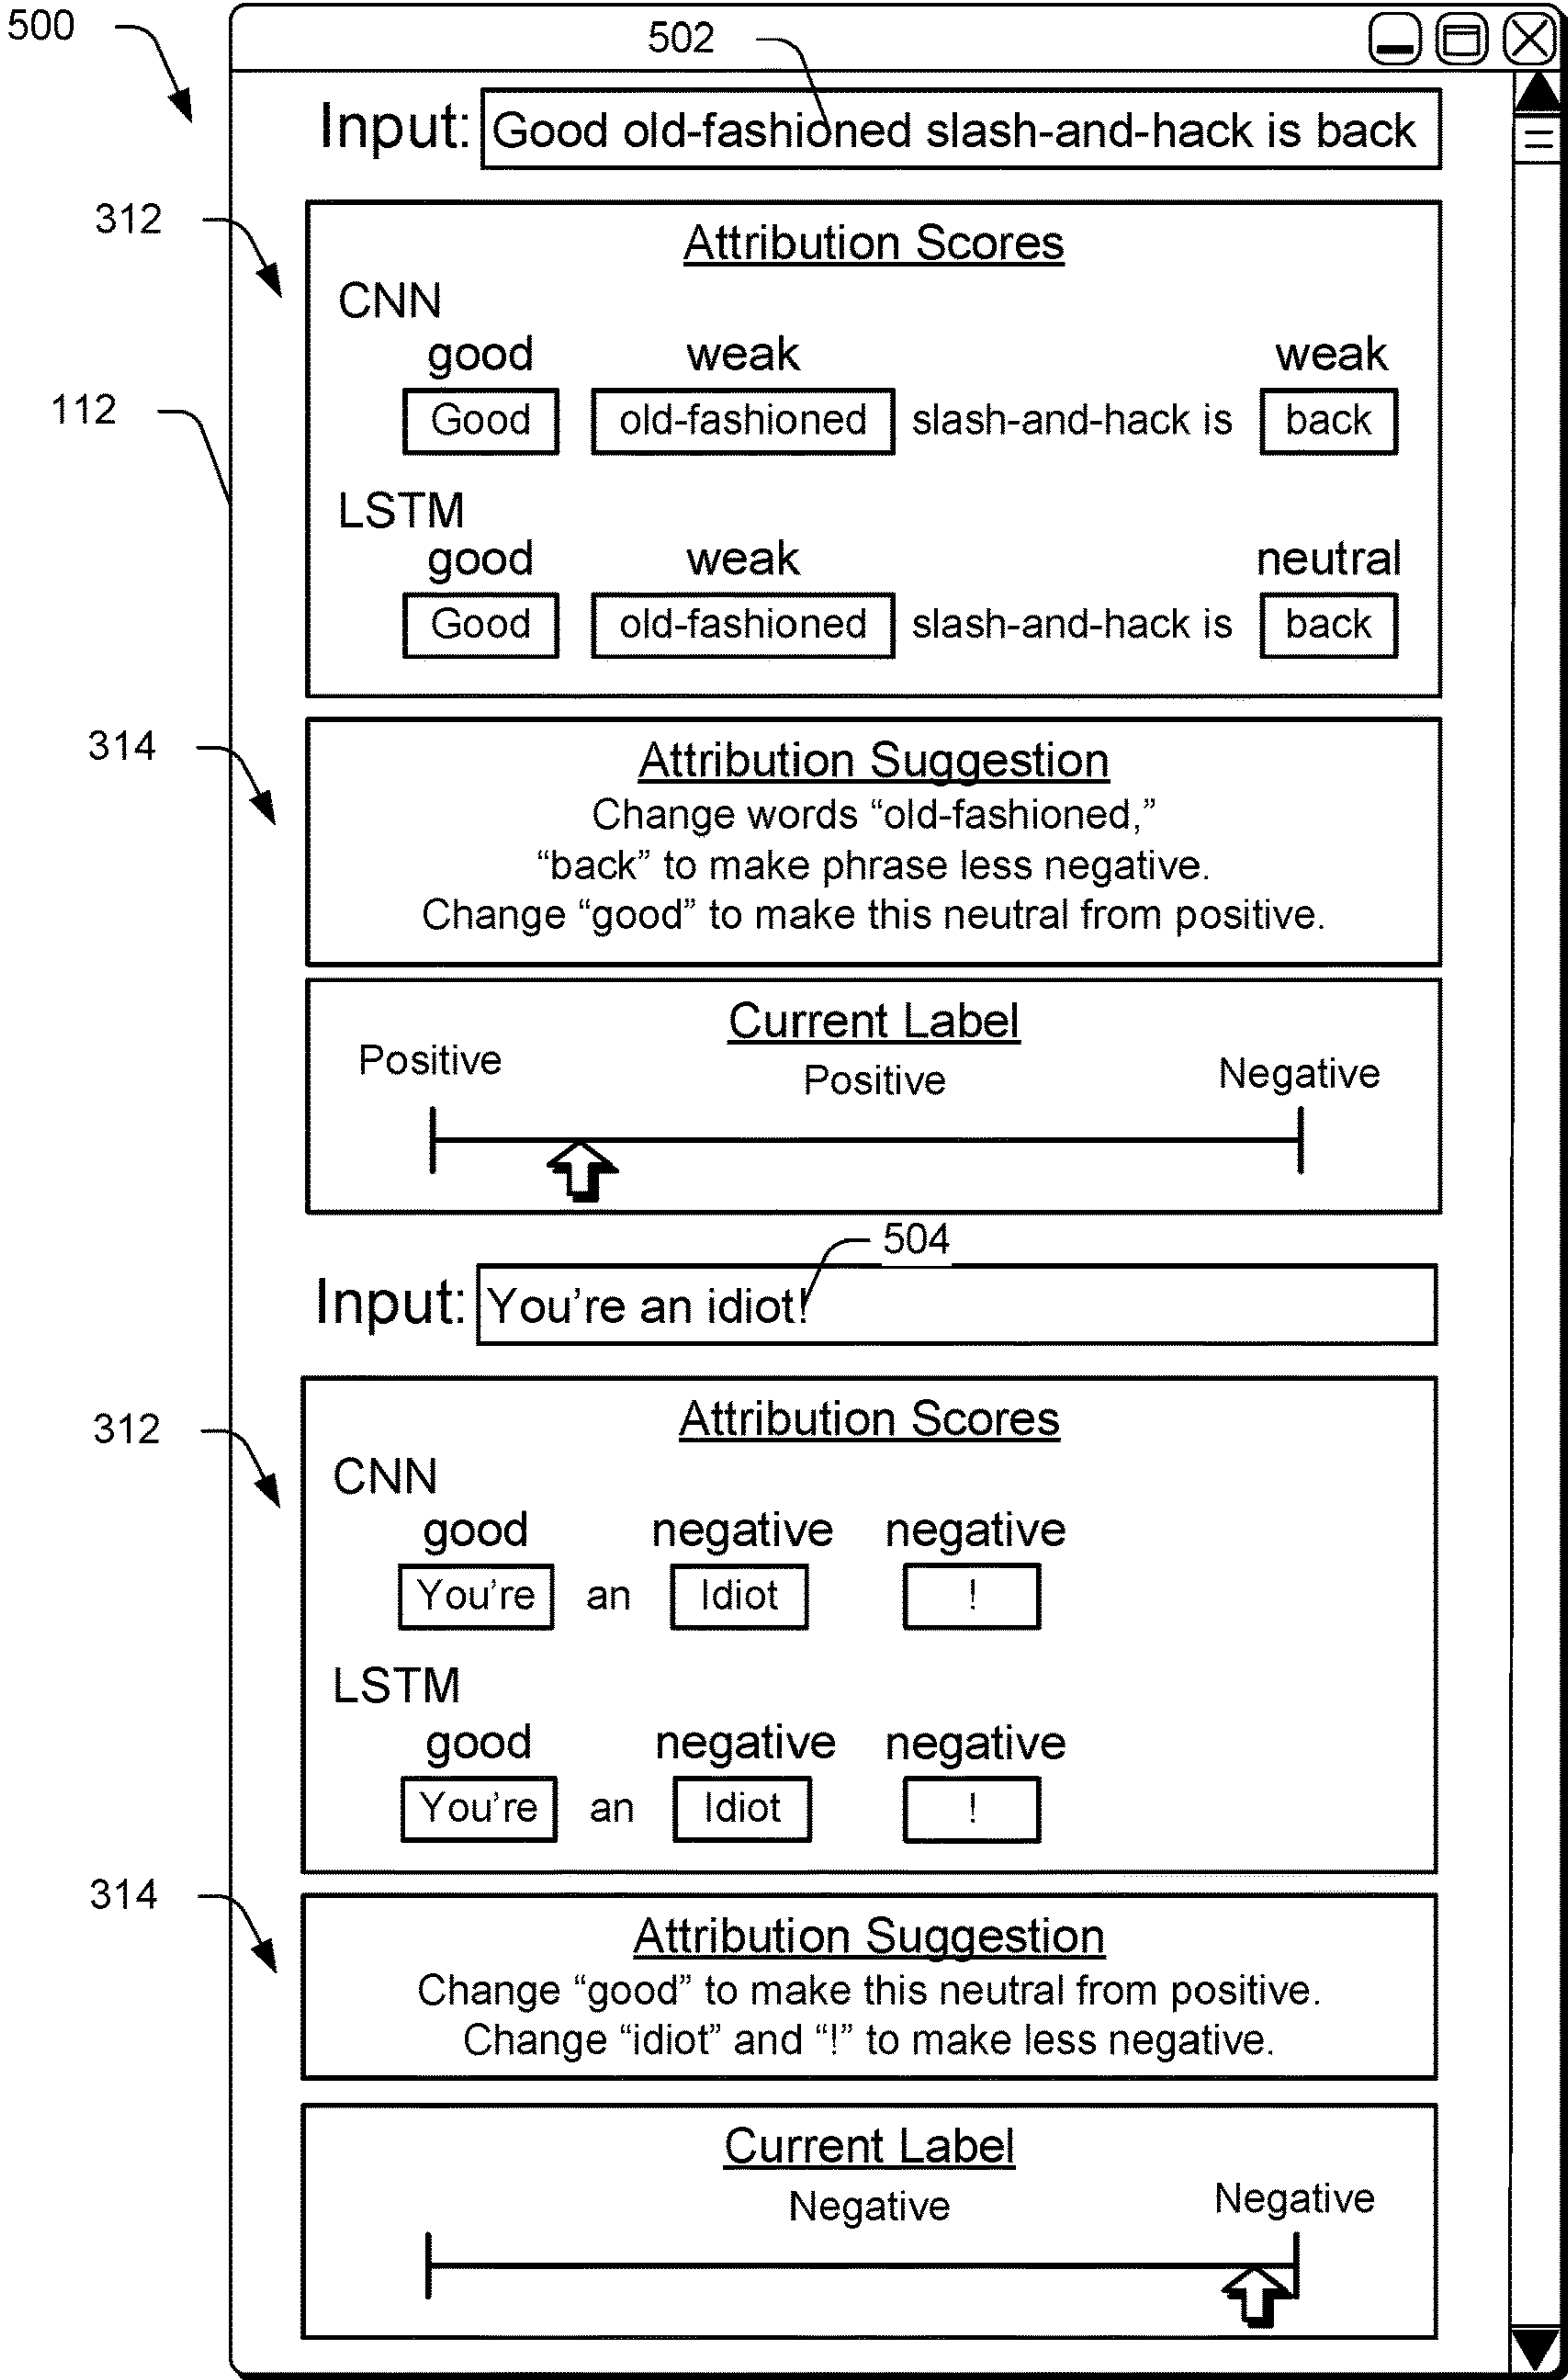 500
502
Input: Good old-fashioned slash-and-hack is back
312
Attribution Scores
CNN
good weak weak
Good old-fashioned slash-and-hack is back
112
LSTM
good weak neutral
Good old-fashioned slash-and-hack is back
314
Attribution Suggestion
Change words “old-fashioned,”
“back” to make phrase less negative.
Change “good” to make this neutral from positive.
Current Label
Positive Positive Negative
504
Input: You’re an idiot!
312
Attribution Scores
CNN
good negative negative
You’re an Idiot !
LSTM
good negative negative
You’re an Idiot !
314
Attribution Suggestion
Change “good” to make this neutral from positive.
Change “idiot” and “!” to make less negative.
Current Label
Negative Negative